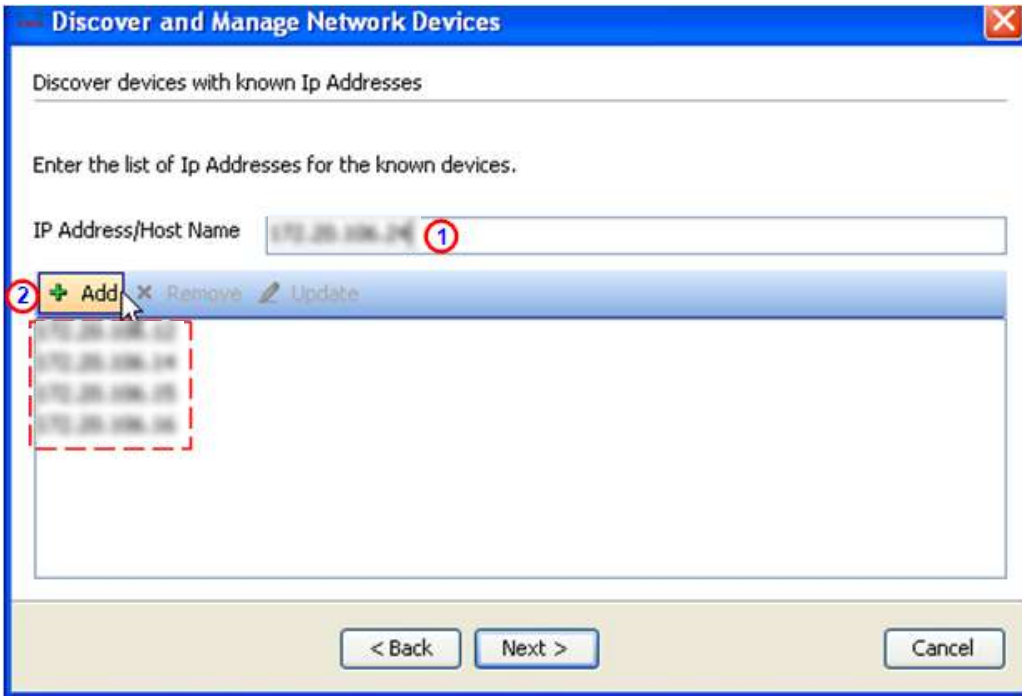 Discover and Manage Network Devices
Discover devices with known Ip Addresses
Enter the list of Ip Addresses for the known devices.
IP Address/Host Name
1
2 Add Remove Update
< Back Next > Cancel